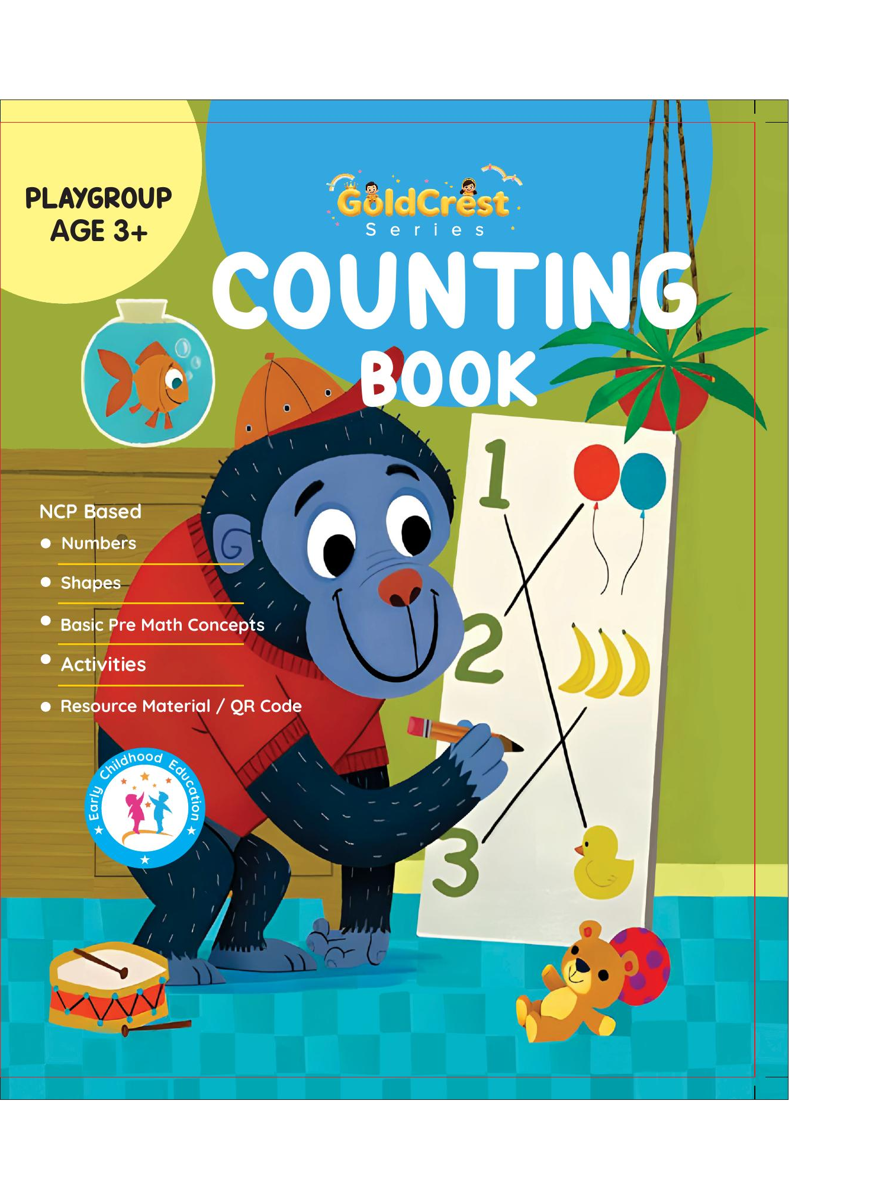 PLAYGROUP
AGE 3+
GoldCrest
Series
COUNTING
BOOK
1
2
3
NCP Based
Numbers
Shapes
Basic Pre Math Concepts
Activities
Resource Material / QR Code
Early Childhood Education